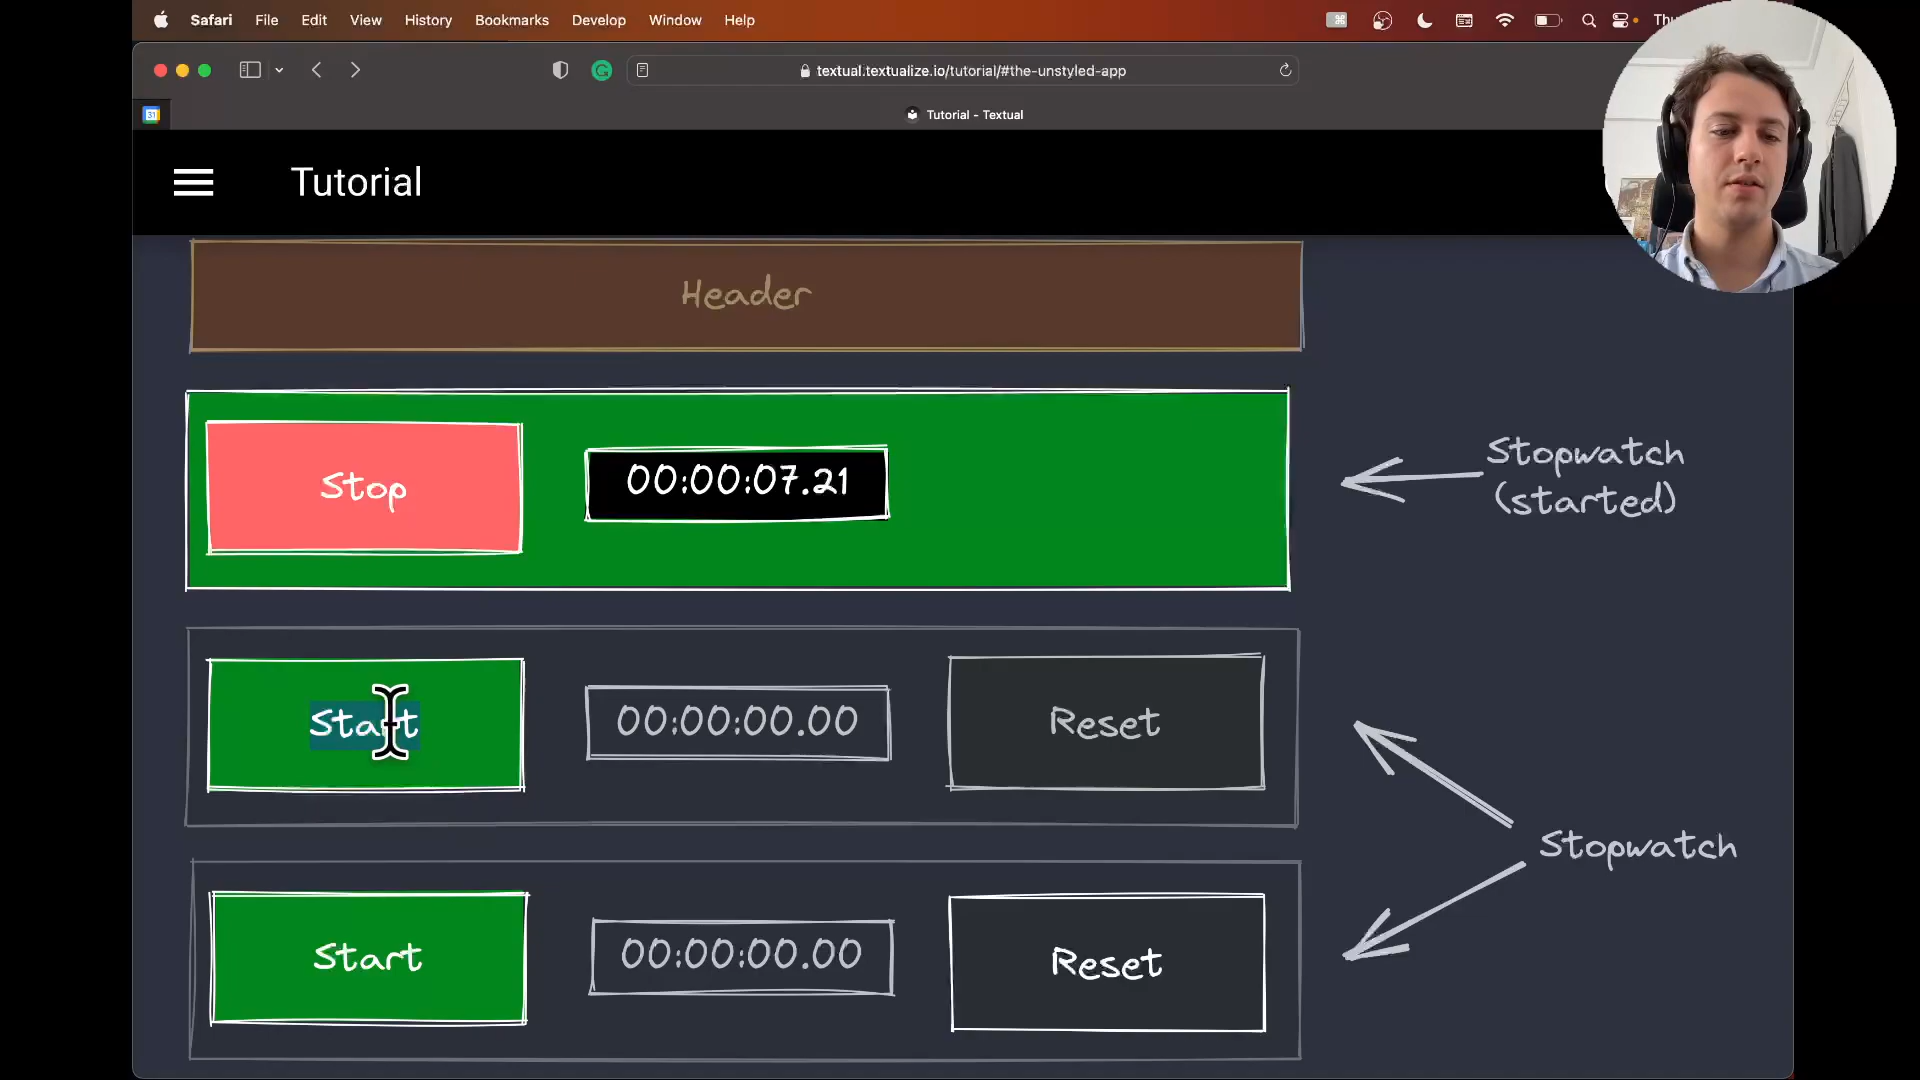 Safari File Edit View History Bookmarks Develop Window Help
textual.textualize.io/tutorial/#the-unstyled-app
31
Tutorial - Textual
Tutorial
Header
Stop
00:00:07.21
Stopwatch
(started)
Start
00:00:00.00
Reset
Stopwatch
Start
00:00:00.00
Reset